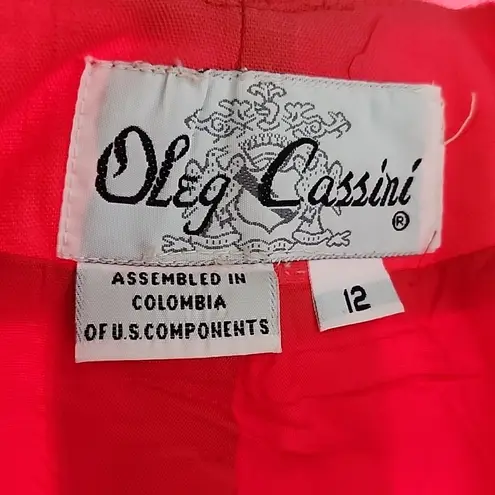 Oleg Cassini ®
ASSEMBLED IN
COLOMBIA
OF U.S. COMPONENTS
12